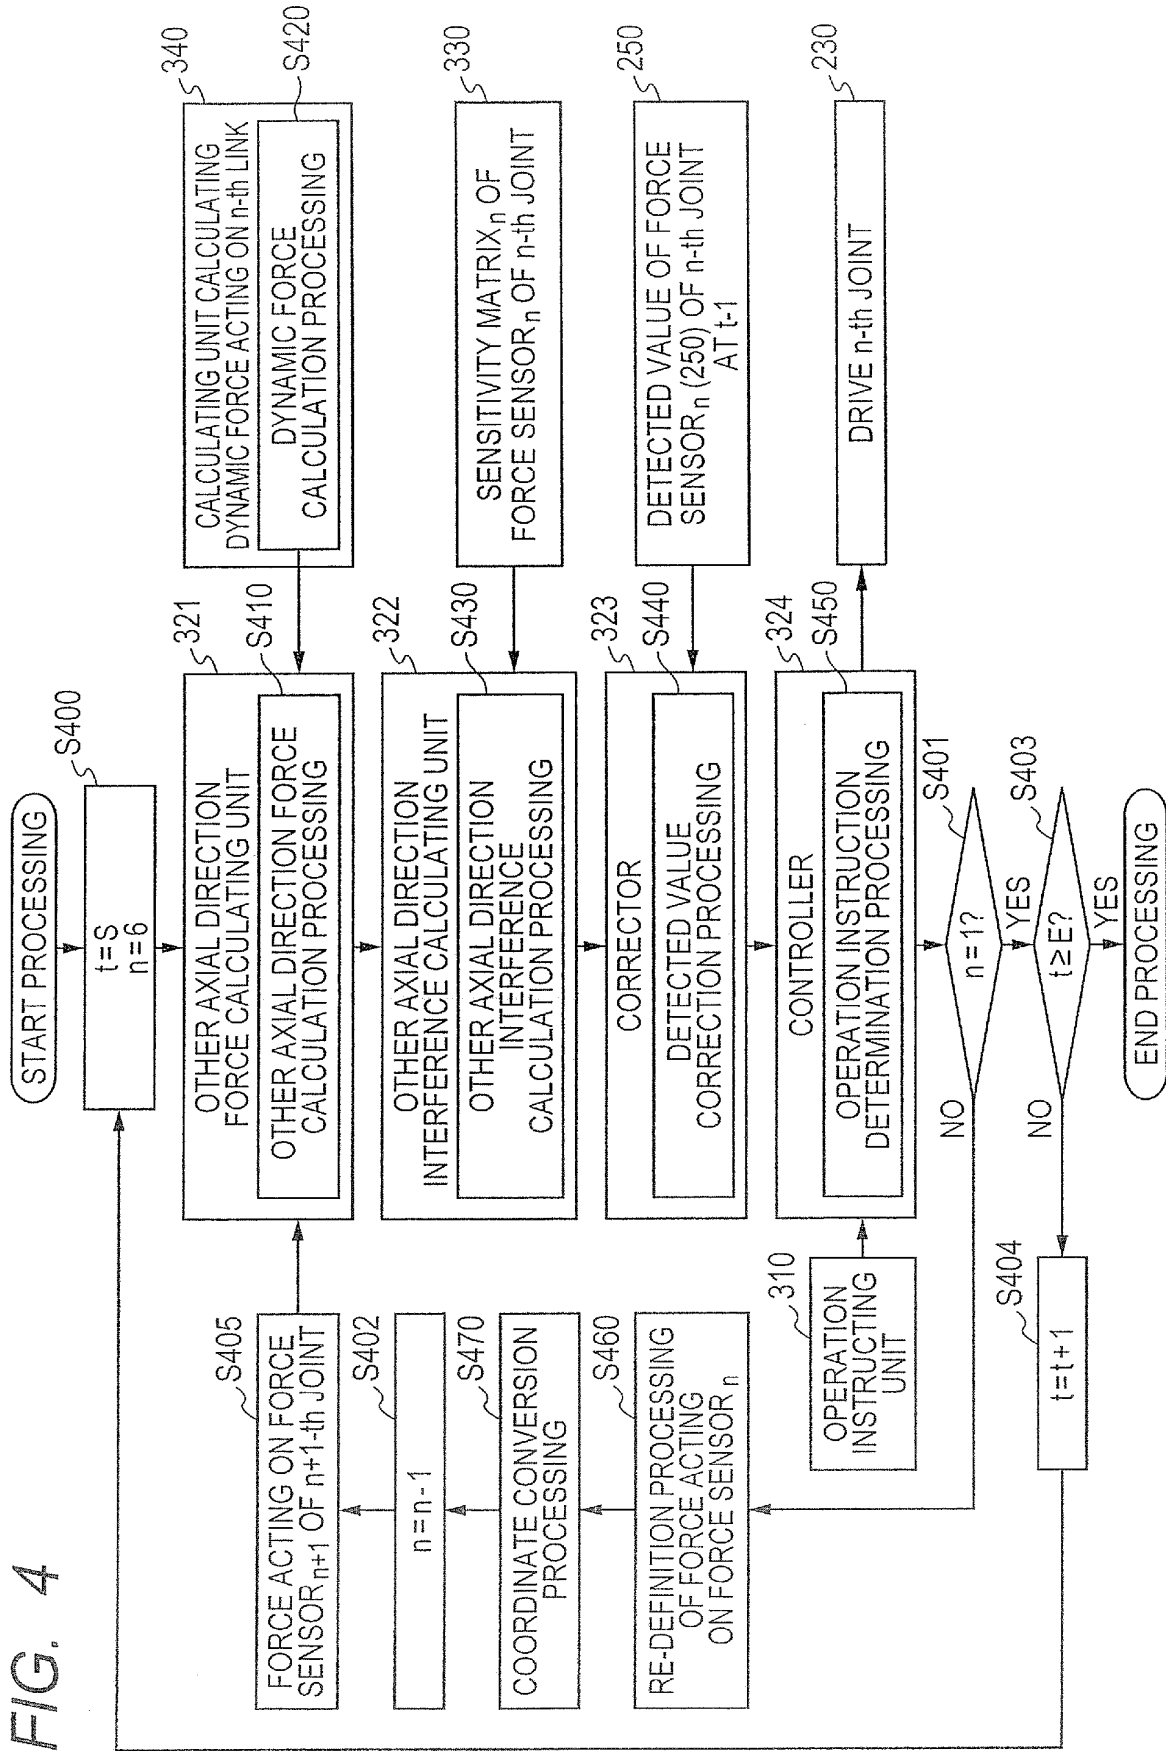 FIG. 4
START PROCESSING
S400
t=S
n=6
321
OTHER AXIAL DIRECTION
FORCE CALCULATING UNIT
S410
OTHER AXIAL DIRECTION FORCE
CALCULATION PROCESSING
340
CALCULATING UNIT CALCULATING
DYNAMIC FORCE ACTING ON n-th LINK
S420
DYNAMIC FORCE
CALCULATION PROCESSING
S405
FORCE ACTING ON FORCE
SENSORn+1 OF n+1-th JOINT
322
OTHER AXIAL DIRECTION
INTERFERENCE CALCULATING UNIT
S430
OTHER AXIAL DIRECTION
INTERFERENCE
CALCULATION PROCESSING
330
SENSITIVITY MATRIXn OF
FORCE SENSORn OF n-th JOINT
S402
n=n-1
S470
COORDINATE CONVERSION
PROCESSING
323
CORRECTOR
S440
DETECTED VALUE
CORRECTION PROCESSING
250
DETECTED VALUE OF FORCE
SENSORn (250) OF n-th JOINT
AT t-1
S460
RE-DEFINITION PROCESSING
OF FORCE ACTING
ON FORCE SENSORn
324
CONTROLLER
S450
OPERATION INSTRUCTION
DETERMINATION PROCESSING
230
DRIVE n-th JOINT
310
OPERATION
INSTRUCTING
UNIT
S401
n=1?
NO
YES
S403
t≥E?
NO
YES
S404
t=t+1
END PROCESSING